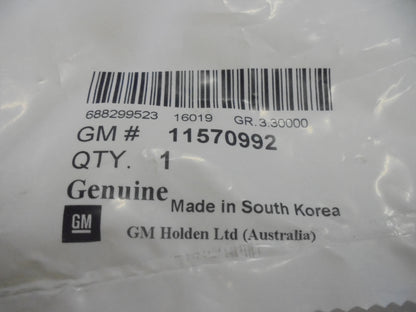 688299523 16019 GR.3.30000
GM # 11570992
QTY. 1
Genuine
Made in South Korea
GM
GM Holden Ltd (Australia)